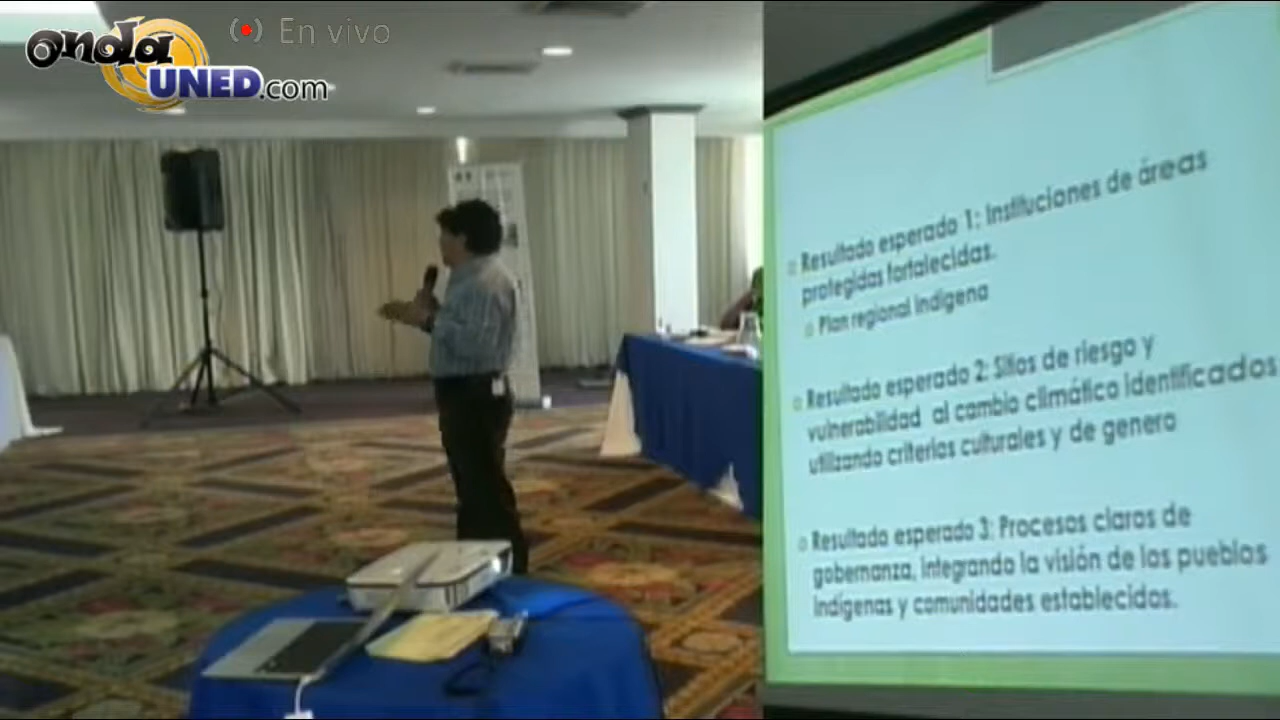 onda
UNED.com
En vivo
Resultado esperado 1: Instituciones de áreas
protegidas fortalecidas.
Plan regional indígena
Resultado esperado 2: Sitios de riesgo y
vulnerabilidad al cambio climático identificados
utilizando criterios culturales y de genero
Resultado esperado 3: Procesos claros de
gobernanza, integrando la visión de los pueblos
indígenas y comunidades establecidos.